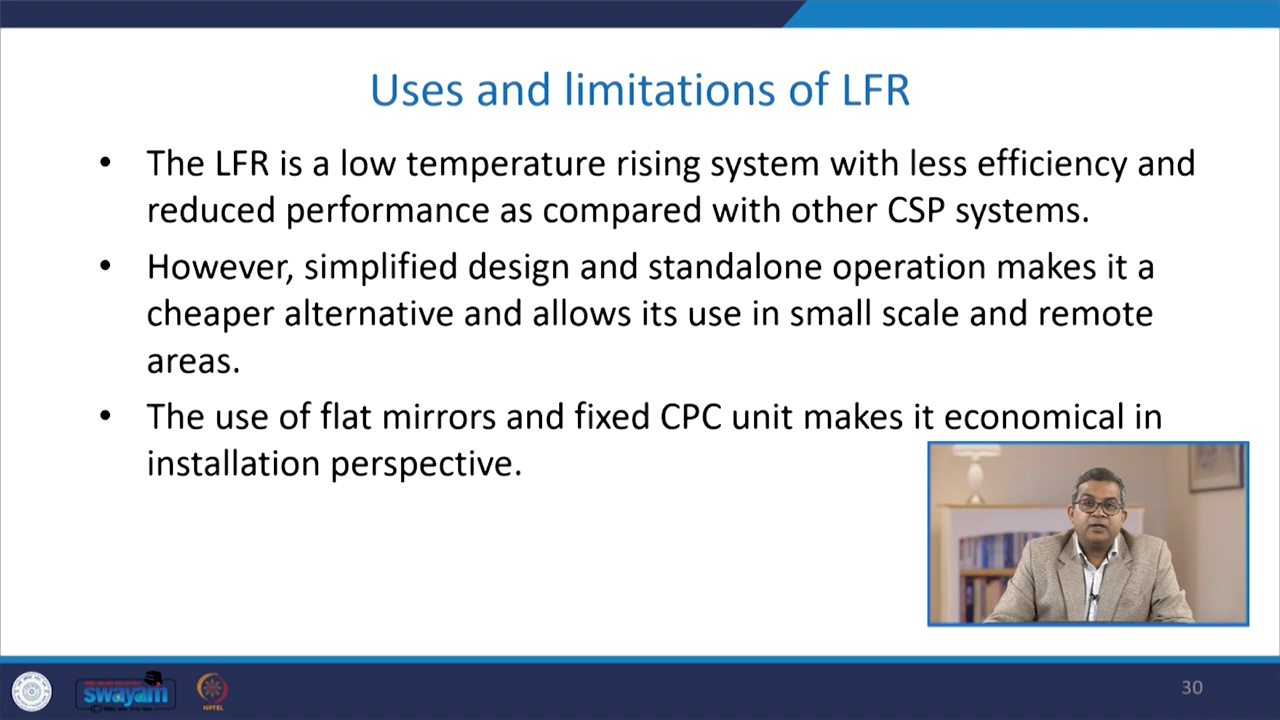 Uses and limitations of LFR
• The LFR is a low temperature rising system with less efficiency and
reduced performance as compared with other CSP systems.
• However, simplified design and standalone operation makes it a
cheaper alternative and allows its use in small scale and remote
areas.
• The use of flat mirrors and fixed CPC unit makes it economical in
installation perspective.
swayam
NPTEL
30